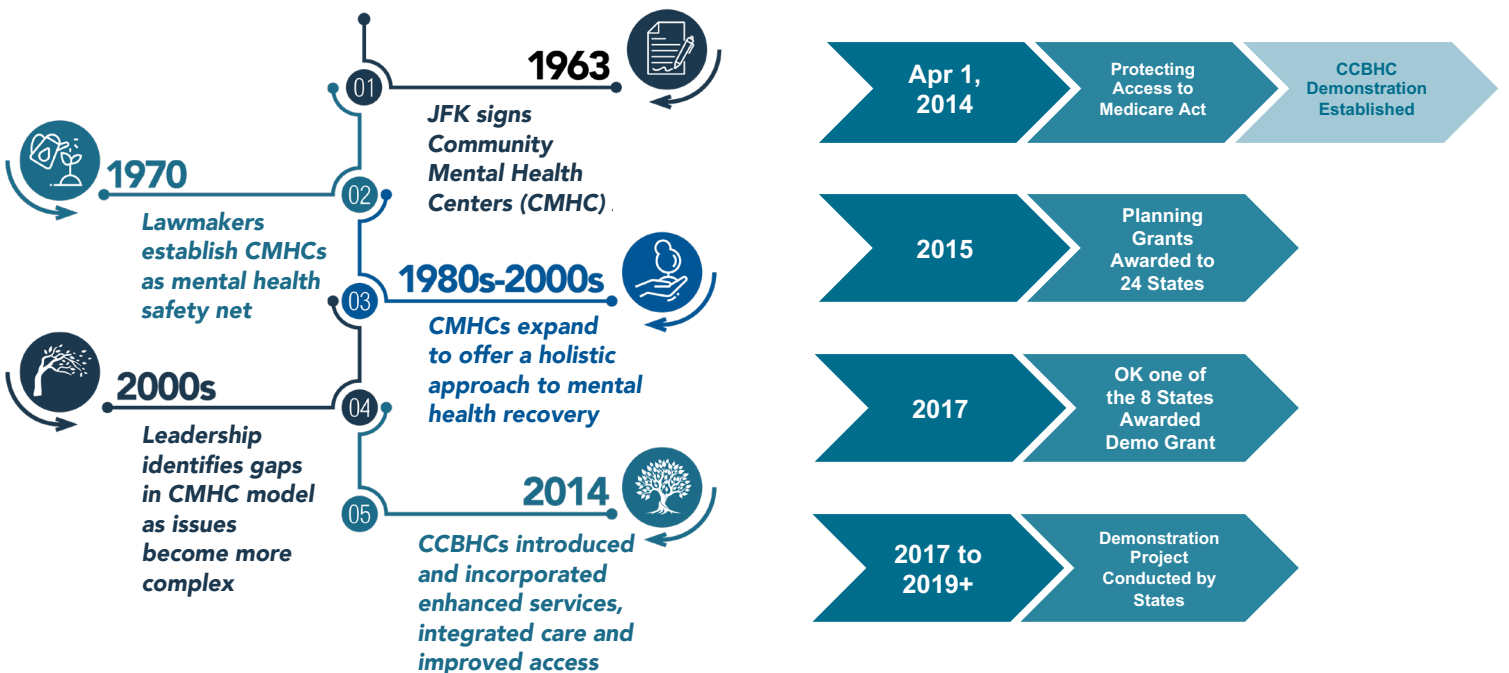 01
1963
JFK signs
Community
Mental Health
Centers (CMHC) .
1970
02
Lawmakers
establish CMHCs
as mental health
safety net
03
1980s-2000s
CMHCs expand
to offer a holistic
approach to mental
health recovery
2000s
04
Leadership
identifies gaps
in CMHC model
as issues
become more
complex
05
2014
CCBHCs introduced
and incorporated
enhanced services,
integrated care and
improved access
Apr 1,
2014
Protecting
Access to
Medicare Act
CCBHC
Demonstration
Established
2015
Planning
Grants
Awarded to
24 States
2017
OK one of
the 8 States
Awarded
Demo Grant
2017 to
2019+
Demonstration
Project
Conducted by
States